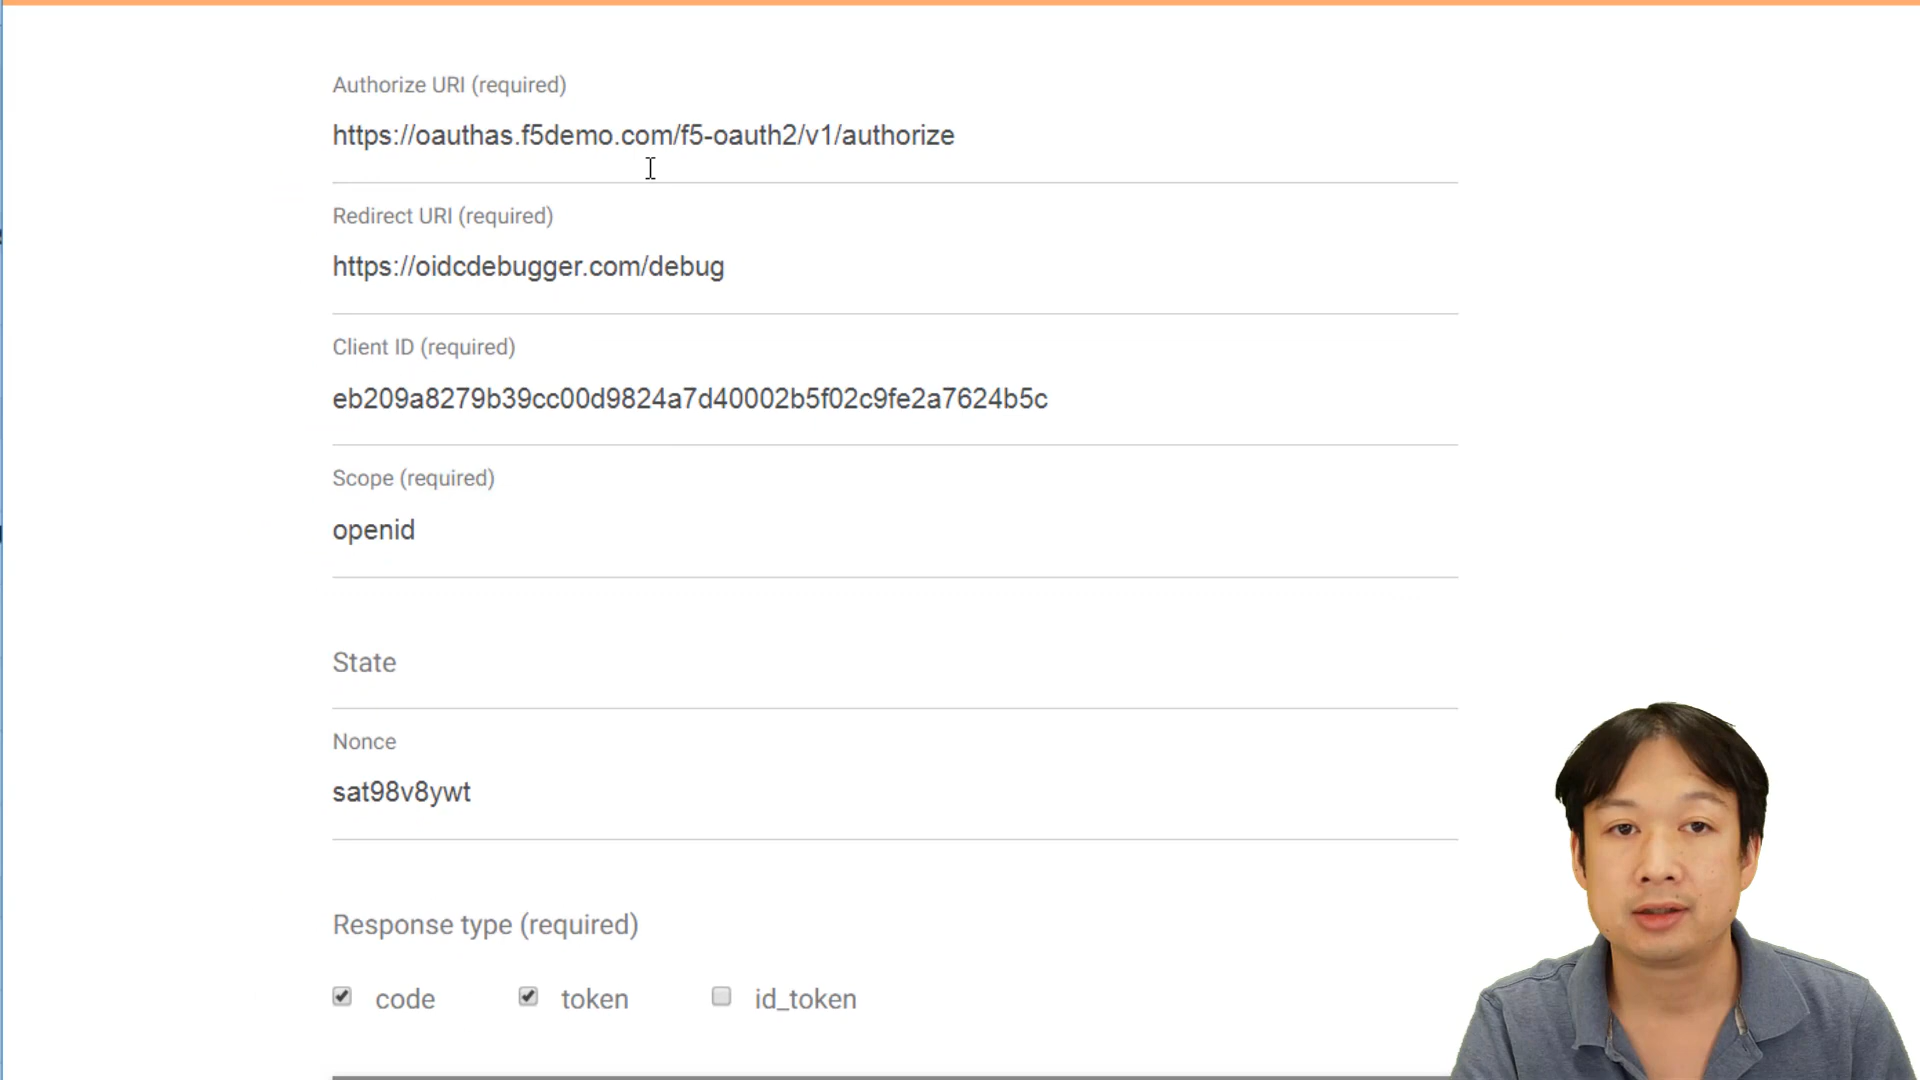 Authorize URI (required)
https://oauthas.f5demo.com/f5-oauth2/v1/authorize
Redirect URI (required)
https://oidcdebugger.com/debug
Client ID (required)
eb209a8279b39cc00d9824a7d40002b5f02c9fe2a7624b5c
Scope (required)
openid
State
Nonce
sat98v8ywt
Response type (required)
code token id_token